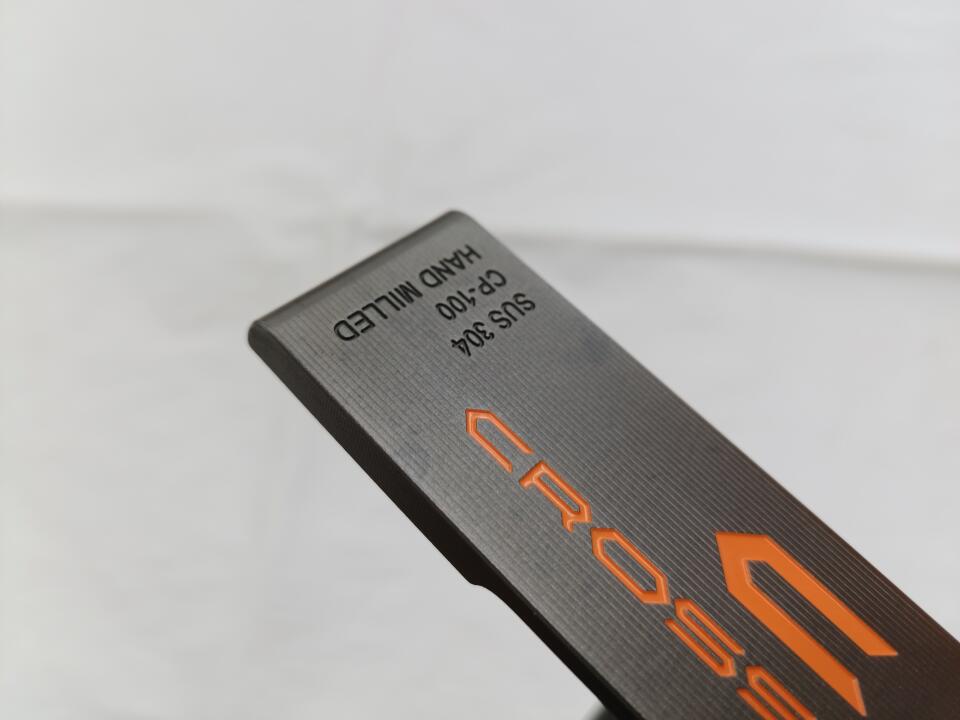 SUS 304
CP-100
HAND MILLED
CROSS